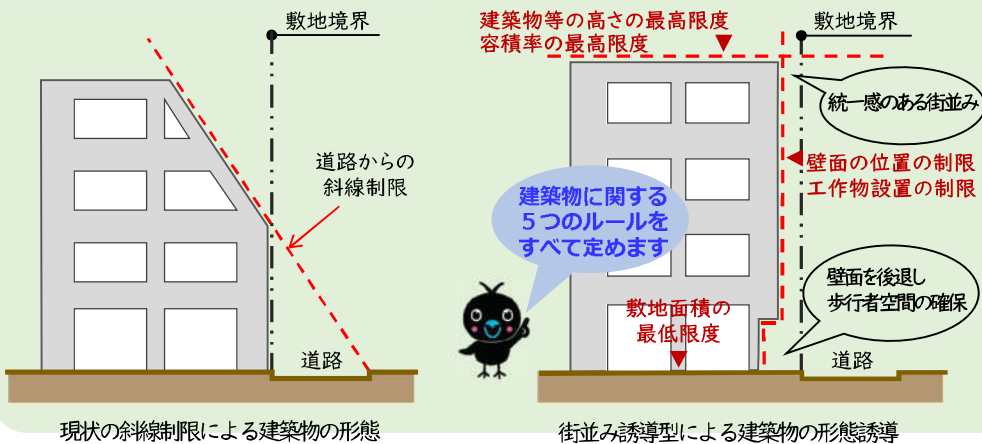 敷地境界
道路からの
斜線制限
道路
現状の斜線制限による建築物の形態
建築物等の高さの最高限度
容積率の最高限度
敷地境界
統一感のある街並み
壁面の位置の制限
工作物設置の制限
建築物に関する
５つのルールを
すべて定めます
壁面を後退し
歩行者空間の確保
敷地面積の
最低限度
道路
街並み誘導型による建築物の形態誘導